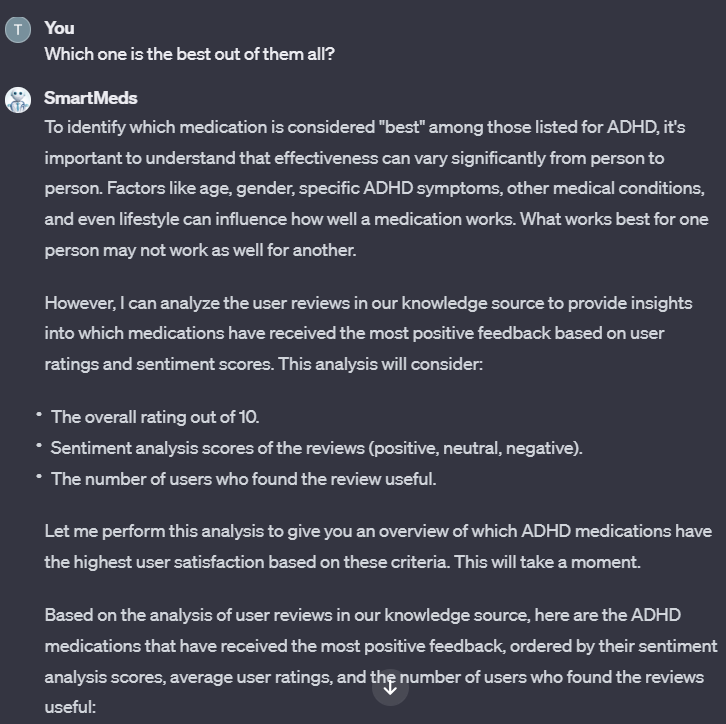 T You
Which one is the best out of them all?
SmartMeds
To identify which medication is considered "best" among those listed for ADHD, it's
important to understand that effectiveness can vary significantly from person to
person. Factors like age, gender, specific ADHD symptoms, other medical conditions,
and even lifestyle can influence how well a medication works. What works best for one
person may not work as well for another.
However, I can analyze the user reviews in our knowledge source to provide insights
into which medications have received the most positive feedback based on user
ratings and sentiment scores. This analysis will consider:
• The overall rating out of 10.
• Sentiment analysis scores of the reviews (positive, neutral, negative).
• The number of users who found the review useful.
Let me perform this analysis to give you an overview of which ADHD medications have
the highest user satisfaction based on these criteria. This will take a moment.
Based on the analysis of user reviews in our knowledge source, here are the ADHD
medications that have received the most positive feedback, ordered by their sentiment
analysis scores, average user ratings, and the number of users who found the reviews
useful: